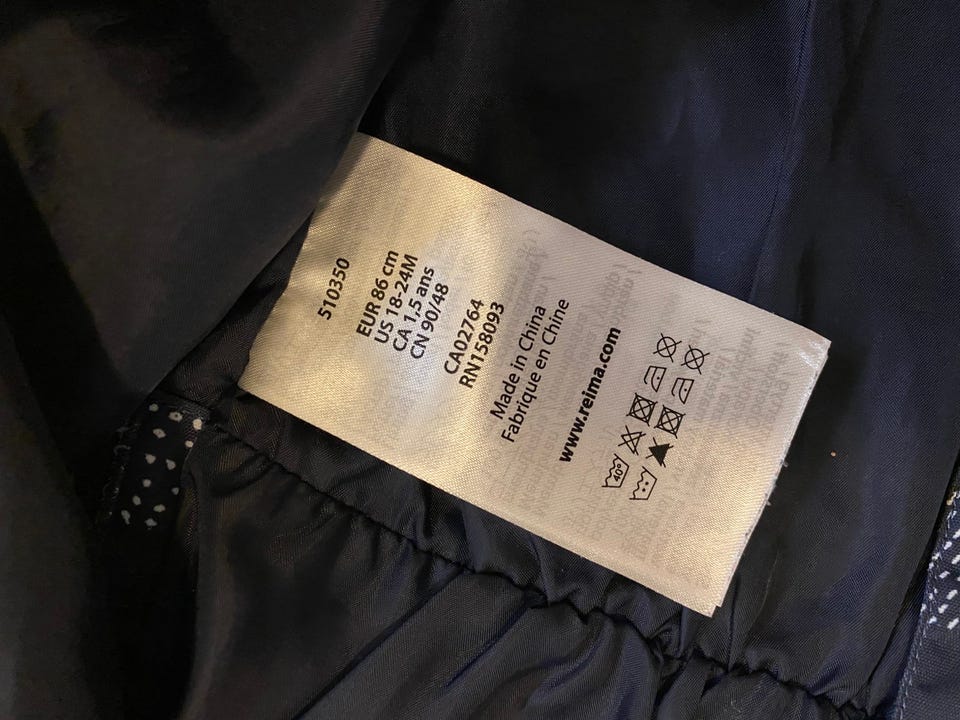 510350
EUR 86 cm
US 18-24M
CA 1,5 ans
CN 90/48
CA02764
RN158093
Made in China
Fabrique en Chine
www.reima.com
40°